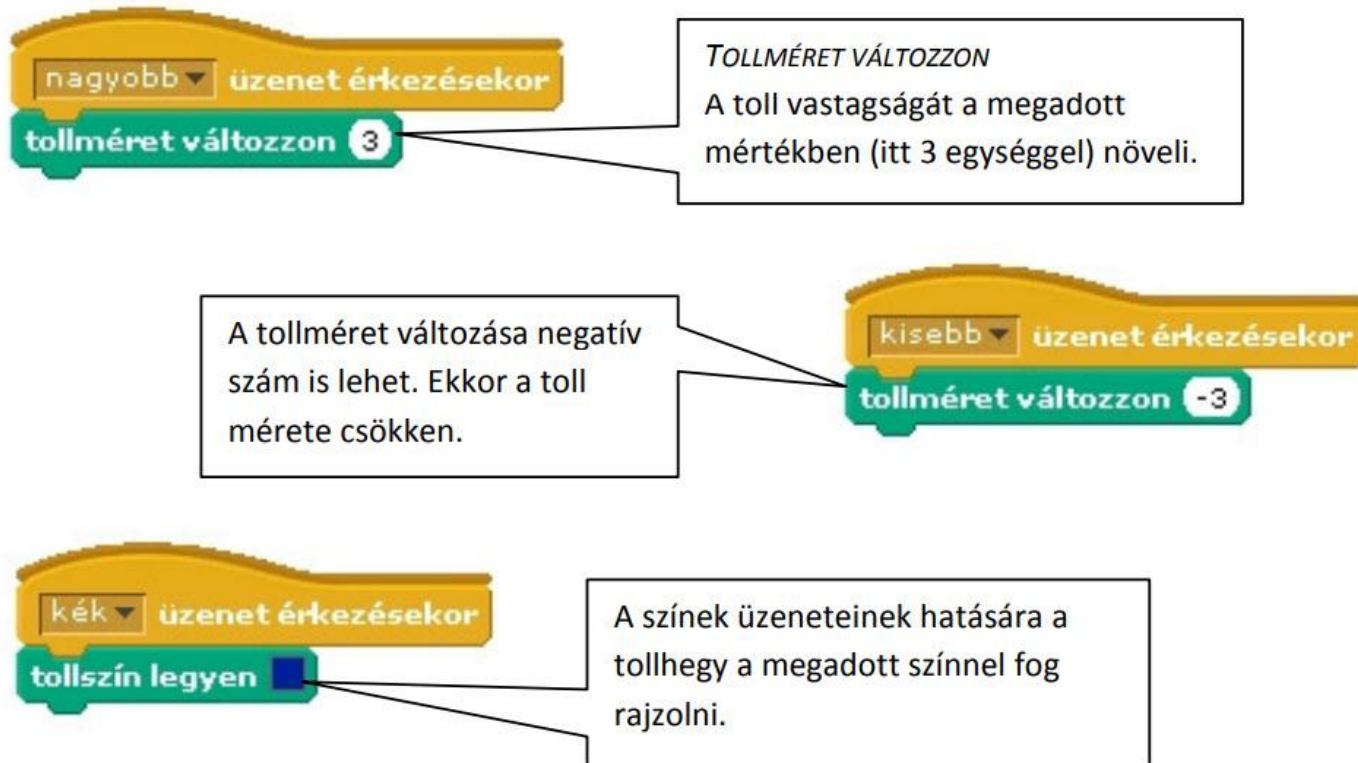 nagyobb üzenet érkezésekor
tollméret változzon 3
TOLLMÉRET VÁLTOZZON
A toll vastagságát a megadott
mértékben (itt 3 egységgel) növeli.
A tollméret változása negatív
szám is lehet. Ekkor a toll
mérete csökken.
kisebb üzenet érkezésekor
tollméret változzon -3
kék üzenet érkezésekor
tollszín legyen
A színek üzeneteinek hatására a
tollhegy a megadott színnel fog
rajzolni.